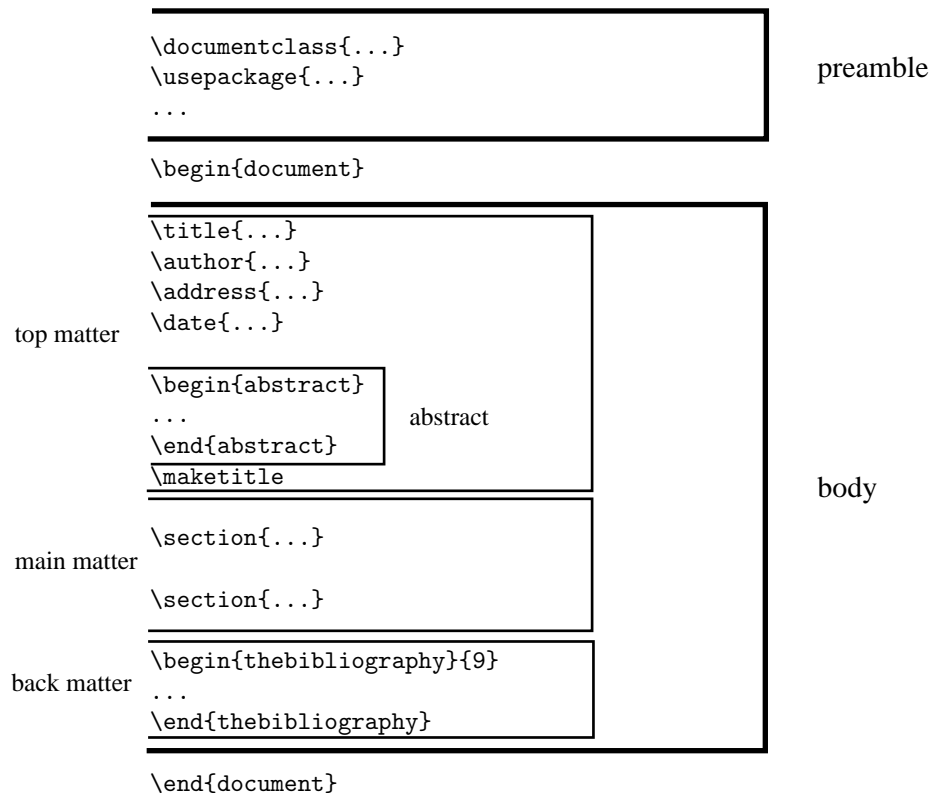 \documentclass{...}
\usepackage{...}
...
preamble
\begin{document}
\title{...}
\author{...}
\address{...}
\date{...}
top matter
\begin{abstract}
...
\end{abstract}
abstract
\maketitle
body
\section{...}
main matter
\section{...}
\begin{thebibliography}{9}
back matter
...
\end{thebibliography}
\end{document}